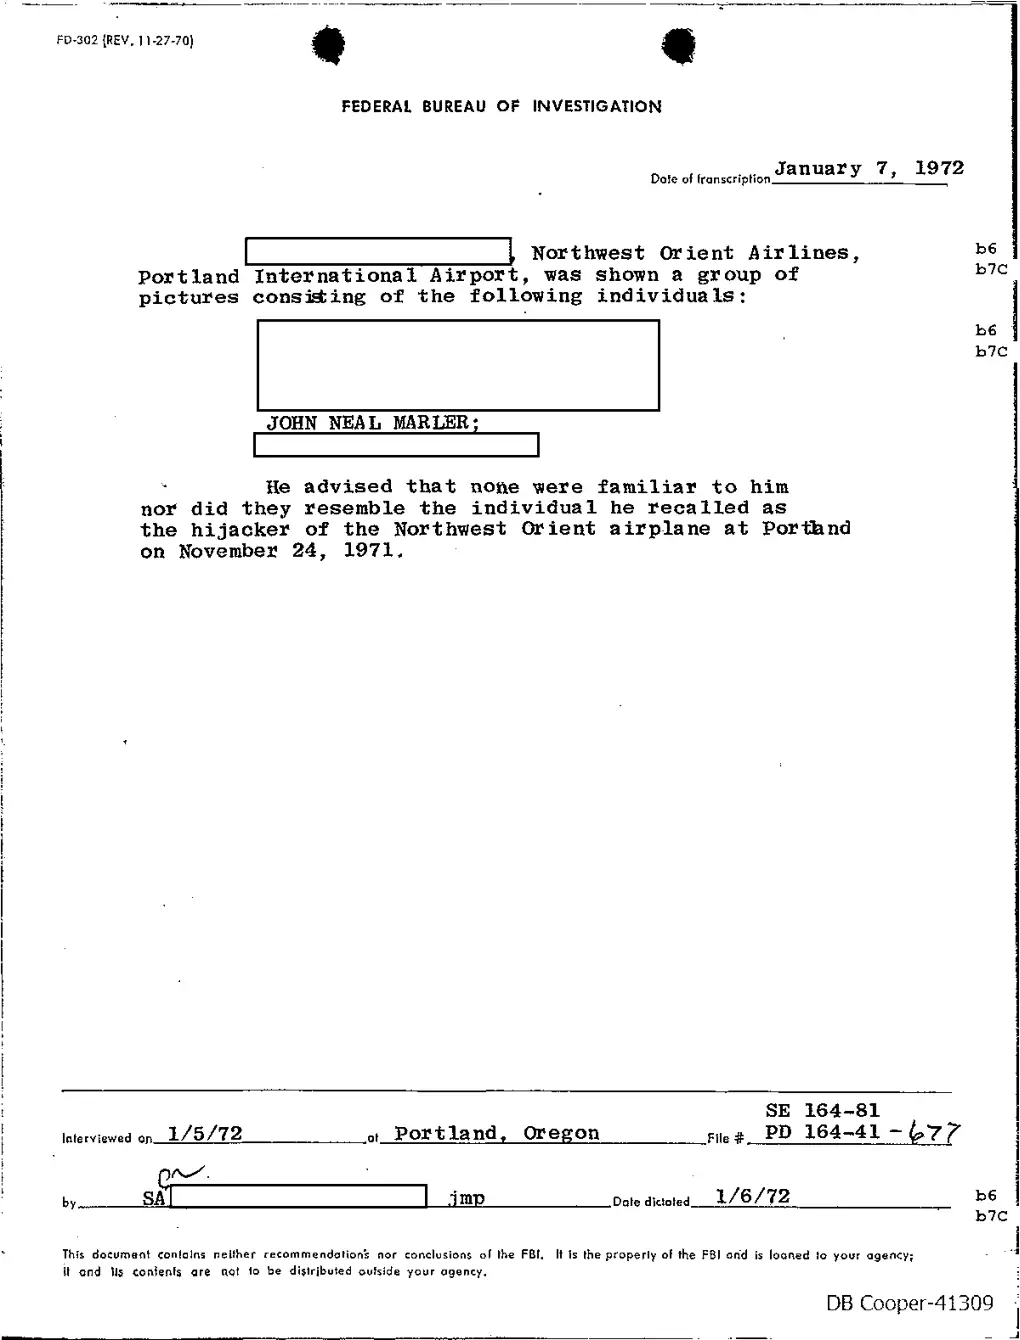 FD-302 (REV. 11-27-70)
FEDERAL BUREAU OF INVESTIGATION
Date of transcription January 7, 1972
, Northwest Orient Airlines, b6
Portland International Airport, was shown a group of b7C
pictures consisting of the following individuals:
b6
b7C
JOHN NEAL MARLER;
He advised that none were familiar to him
nor did they resemble the individual he recalled as
the hijacker of the Northwest Orient airplane at Portland
on November 24, 1971.
SE 164-81
Interviewed on 1/5/72 at Portland, Oregon File # PD 164-41 - 677
by SA jmp Date dictated 1/6/72 b6
b7C
This document contains neither recommendations nor conclusions of the FBI. It is the property of the FBI and is loaned to your agency;
it and its contents are not to be distributed outside your agency.
DB Cooper-41309